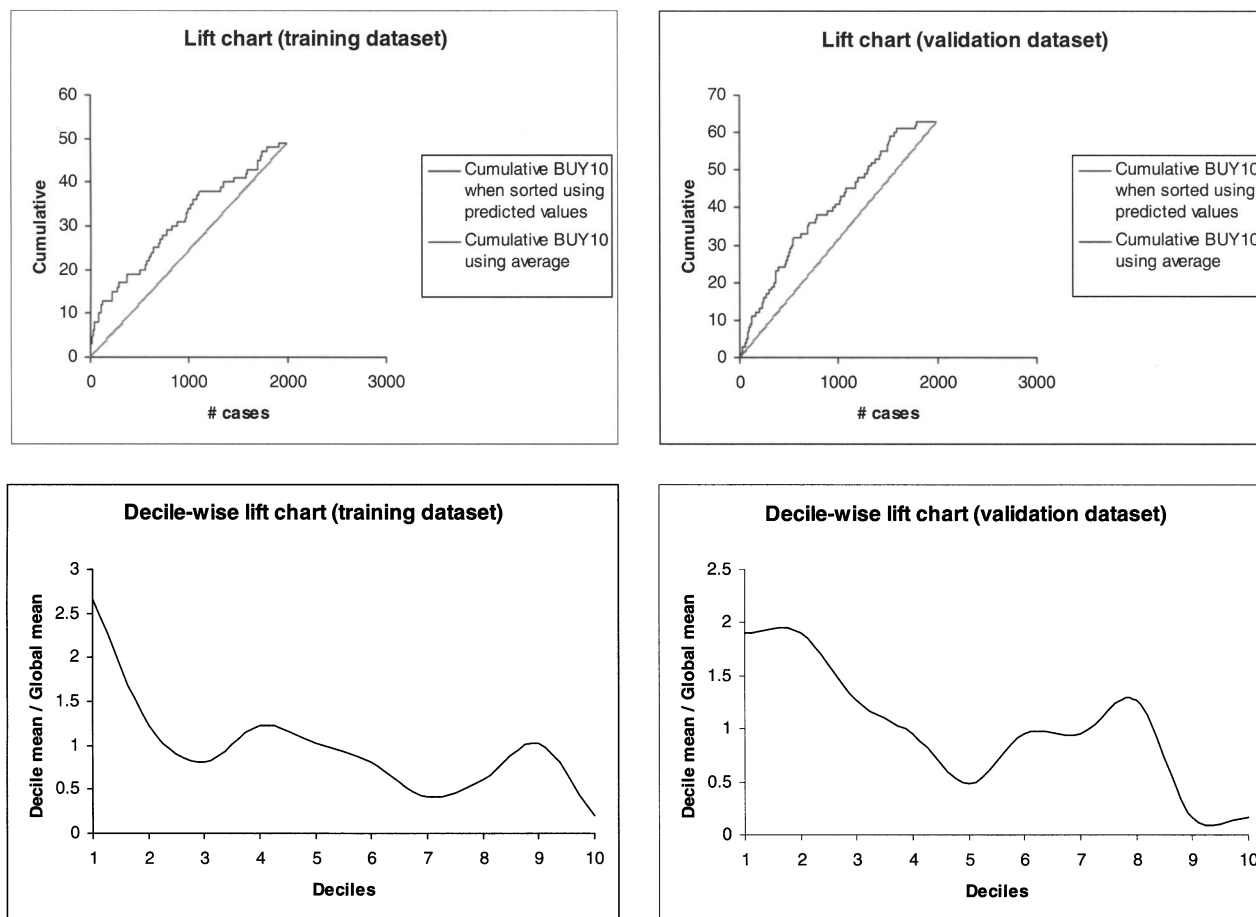 Lift chart (training dataset)
60
50
40
30
20
10
0
Cumulative
0 1000 2000 3000
# cases
Cumulative BUY10
when sorted using
predicted values
Cumulative BUY10
using average
Lift chart (validation dataset)
70
60
50
40
30
20
10
0
Cumulative
0 1000 2000 3000
# cases
Cumulative BUY10
when sorted using
predicted values
Cumulative BUY10
using average
Decile-wise lift chart (training dataset)
3
2.5
2
1.5
1
0.5
0
Decile mean / Global mean
1 2 3 4 5 6 7 8 9 10
Deciles
Decile-wise lift chart (validation dataset)
2.5
2
1.5
1
0.5
0
Decile mean / Global mean
1 2 3 4 5 6 7 8 9 10
Deciles